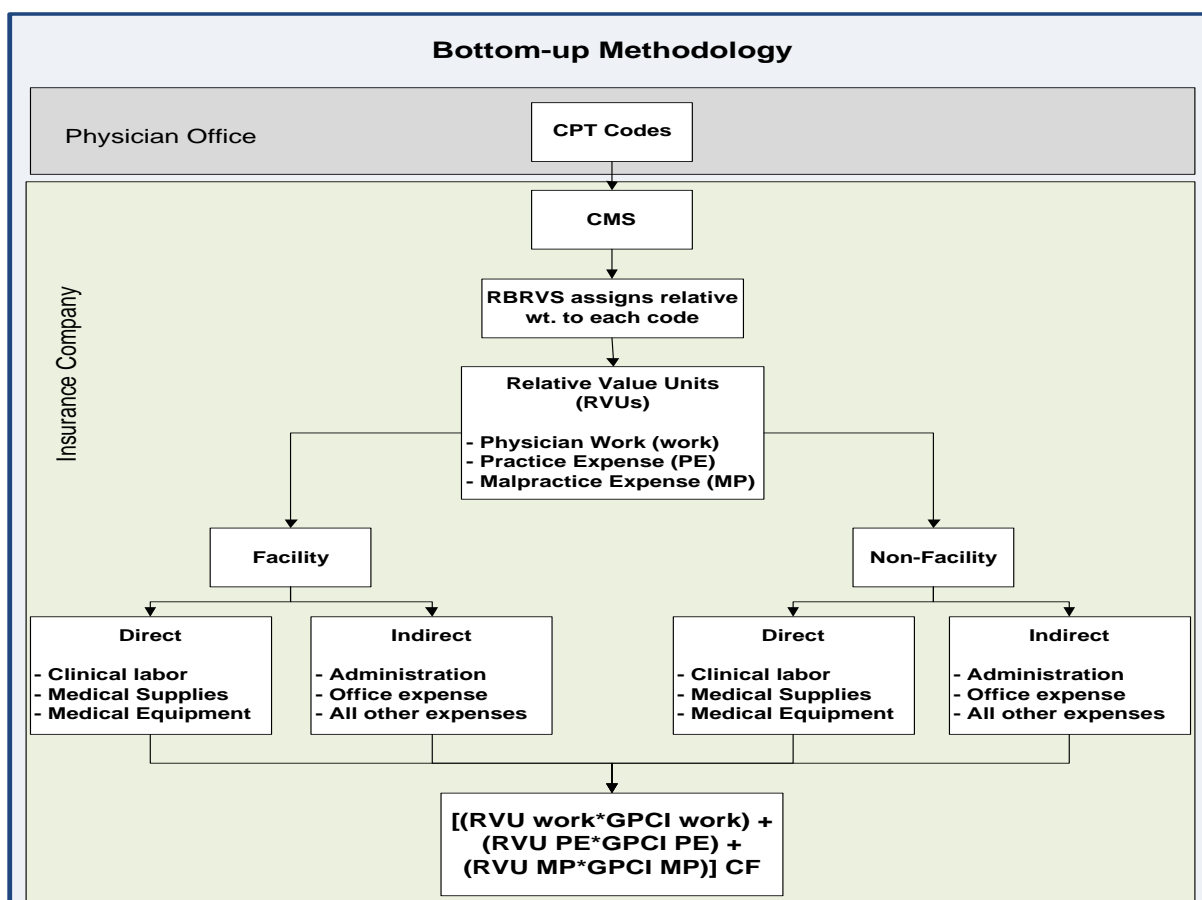 Bottom-up Methodology
Physician Office
CPT Codes
Insurance Company
CMS
RBRVS assigns relative
wt. to each code
Relative Value Units
(RVUs)
- Physician Work (work)
- Practice Expense (PE)
- Malpractice Expense (MP)
Facility
Non-Facility
Direct
- Clinical labor
- Medical Supplies
- Medical Equipment
Indirect
- Administration
- Office expense
- All other expenses
Direct
- Clinical labor
- Medical Supplies
- Medical Equipment
Indirect
- Administration
- Office expense
- All other expenses
[(RVU work*GPCI work) +
(RVU PE*GPCI PE) +
(RVU MP*GPCI MP)] CF